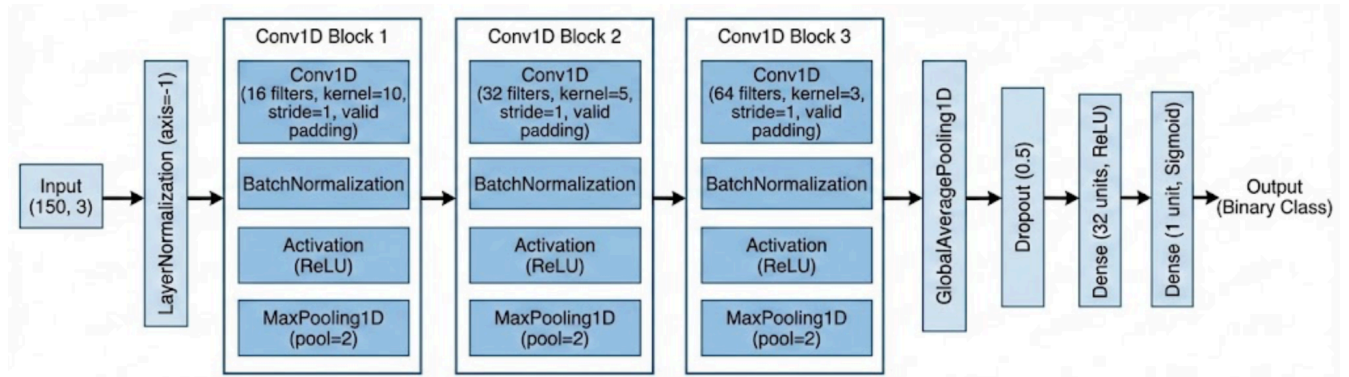 Input
(150, 3)
LayerNormalization (axis=-1)
Conv1D Block 1
Conv1D
(16 filters, kernel=10,
stride=1, valid
padding)
BatchNormalization
Activation
(ReLU)
MaxPooling1D
(pool=2)
Conv1D Block 2
Conv1D
(32 filters, kernel=5,
stride=1, valid
padding)
BatchNormalization
Activation
(ReLU)
MaxPooling1D
(pool=2)
Conv1D Block 3
Conv1D
(64 filters, kernel=3,
stride=1, valid
padding)
BatchNormalization
Activation
(ReLU)
MaxPooling1D
(pool=2)
GlobalAveragePooling1D
Dropout (0.5)
Dense (32 units, ReLU)
Dense (1 unit, Sigmoid)
Output
(Binary Class)